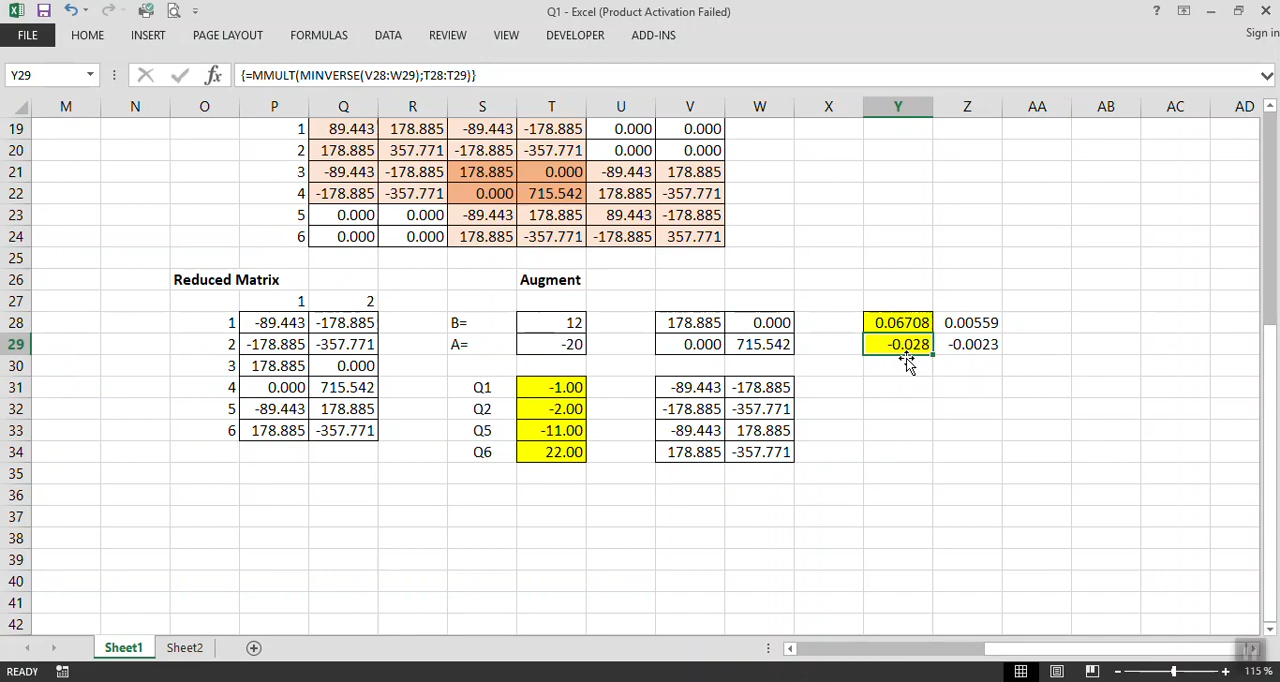 Q1 - Excel (Product Activation Failed)
FILE HOME INSERT PAGE LAYOUT FORMULAS DATA REVIEW VIEW DEVELOPER ADD-INS Sign in
Y29 fx {=MMULT(MINVERSE(V28:W29);T28:T29)}
M N O P Q R S T U V W X Y Z AA AB AC AD
19 1 89.443 178.885 -89.443 -178.885 0.000 0.000
20 2 178.885 357.771 -178.885 -357.771 0.000 0.000
21 3 -89.443 -178.885 178.885 0.000 -89.443 178.885
22 4 -178.885 -357.771 0.000 715.542 178.885 -357.771
23 5 0.000 0.000 -89.443 178.885 89.443 -178.885
24 6 0.000 0.000 178.885 -357.771 -178.885 357.771
25
26 Reduced Matrix Augment
27 1 2
28 1 -89.443 -178.885 B= 12 178.885 0.000 0.06708 0.00559
29 2 -178.885 -357.771 A= -20 0.000 715.542 -0.028 -0.0023
30 3 178.885 0.000
31 4 0.000 715.542 Q1 -1.00 -89.443 -178.885
32 5 -89.443 178.885 Q2 -2.00 -178.885 -357.771
33 6 178.885 -357.771 Q5 -11.00 -89.443 178.885
34 Q6 22.00 178.885 -357.771
35
36
37
38
39
40
41
42
Sheet1 Sheet2
READY 115 %